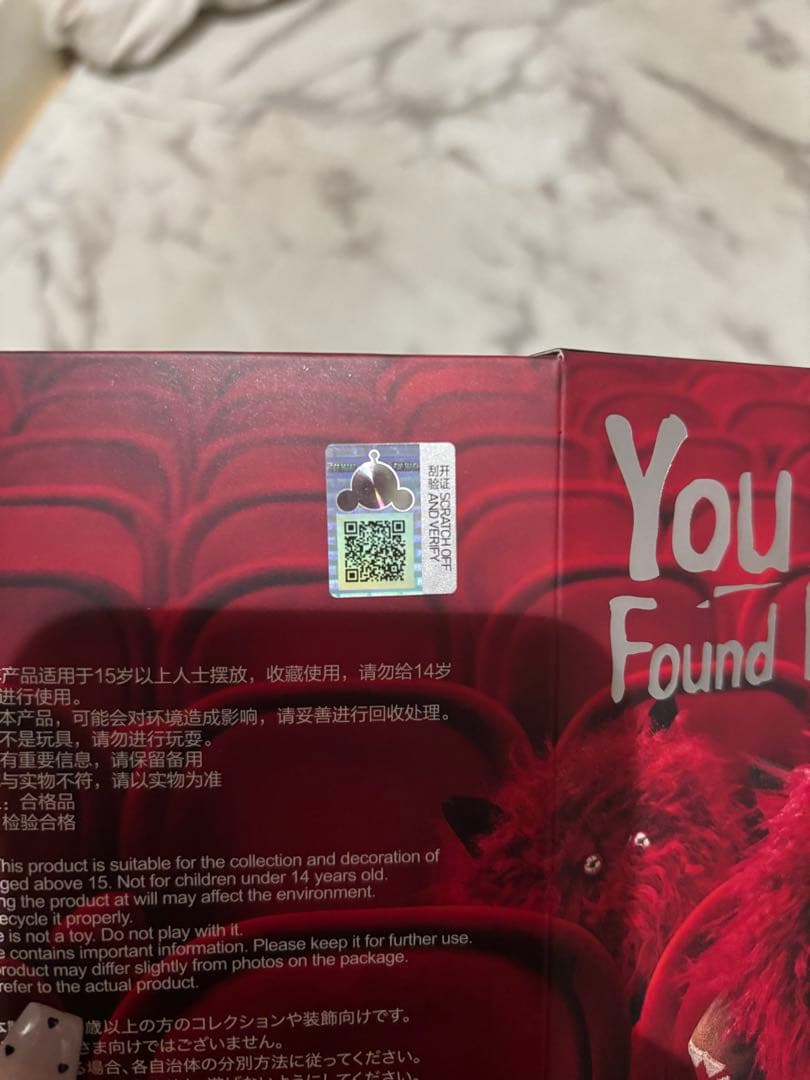 You
Found
刮开
验证
SCRATCH OFF
AND VERIFY
产品适用于15岁以上人士摆放，收藏使用，请勿给14岁
进行使用。
本产品，可能会对环境造成影响，请妥善进行回收处理。
不是玩具，请勿进行玩耍。
有重要信息，请保留备用
与实物不符，请以实物为准
：合格品
检验合格
his product is suitable for the collection and decoration of
ged above 15. Not for children under 14 years old.
ng the product at will may affect the environment.
ecycle it properly.
e is not a toy. Do not play with it.
e contains important information. Please keep it for further use.
product may differ slightly from photos on the package.
refer to the actual product.
歳以上の方のコレクションや装飾向けです。
さま向けではございません。
場合、各自治体の分別方法に従ってください。